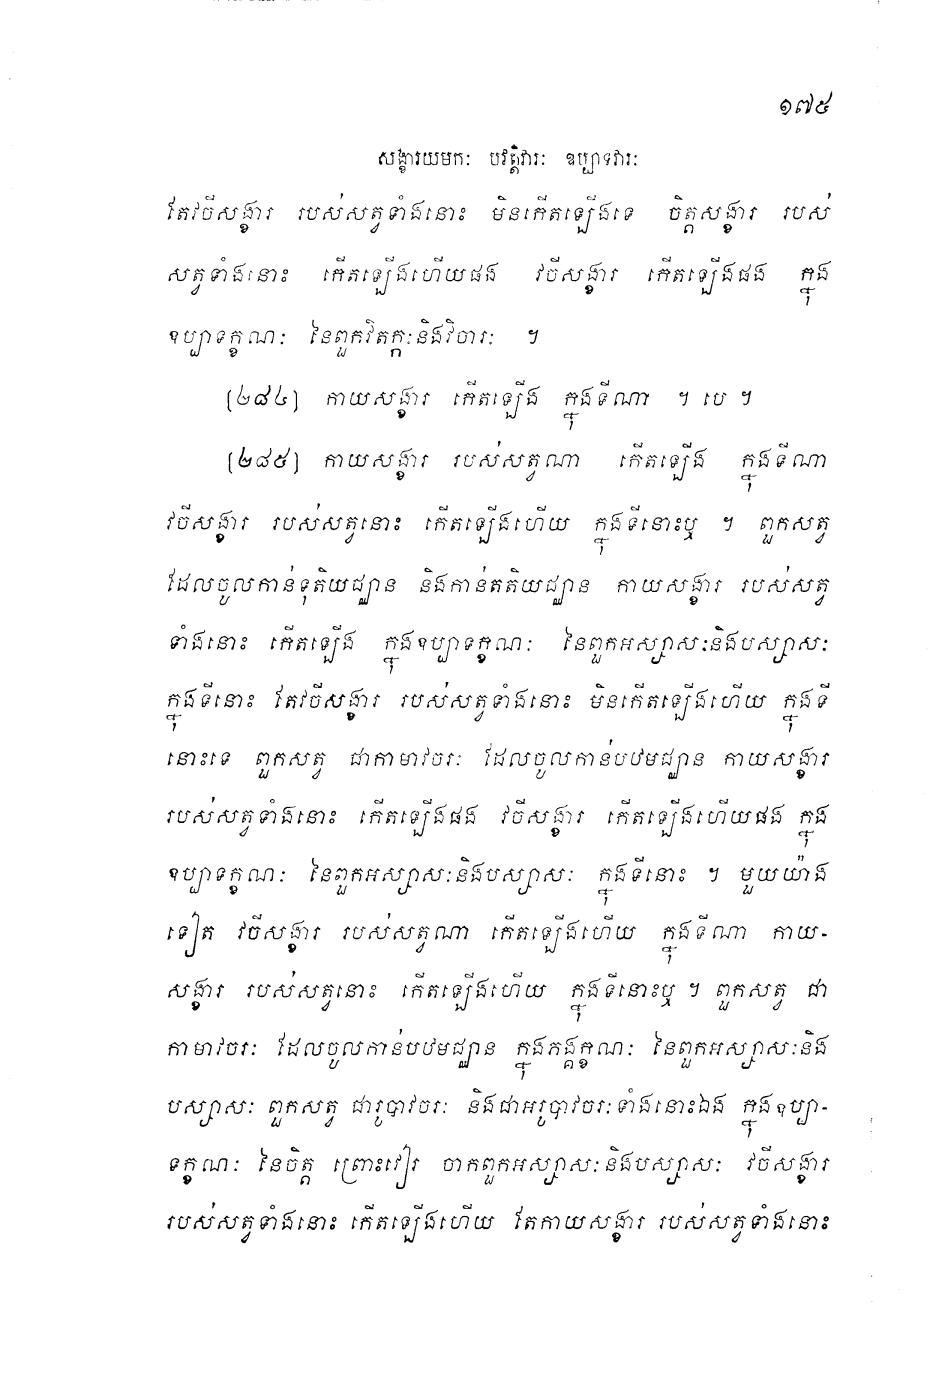 ១៧៥
សង្ខារយមកៈ បវត្តិវារៈ ឧប្បាទវារៈ
តែវចីសង្ខារ របស់សត្វទាំងនោះ មិនកើតឡើងទេ ចិត្តសង្ខារ របស់
សត្វទាំងនោះ កើតឡើងហើយផង វចីសង្ខារ កើតឡើងផង ក្នុង
ឧប្បាទក្ខណៈ នៃពួកវិតក្កៈនិងវិចារៈ ។
[២៨៤] កាយសង្ខារ កើតឡើង ក្នុងទីណា ។ បេ ។
[២៨៥] កាយសង្ខារ របស់សត្វណា កើតឡើង ក្នុងទីណា
វចីសង្ខារ របស់សត្វនោះ កើតឡើងហើយ ក្នុងទីនោះឬ ។ ពួកសត្វ
ដែលចូលកាន់ទុតិយជ្ឈាន និងកាន់តតិយជ្ឈាន កាយសង្ខារ របស់សត្វ
ទាំងនោះ កើតឡើង ក្នុងឧប្បាទក្ខណៈ នៃពួកអស្សាសៈនិងបស្សាសៈ
ក្នុងទីនោះ តែវចីសង្ខារ របស់សត្វទាំងនោះ មិនកើតឡើងហើយ ក្នុងទី
នោះទេ ពួកសត្វ ជាកាមាវចរៈ ដែលចូលកាន់បឋមជ្ឈាន កាយសង្ខារ
របស់សត្វទាំងនោះ កើតឡើងផង វចីសង្ខារ កើតឡើងហើយផង ក្នុង
ឧប្បាទក្ខណៈ នៃពួកអស្សាសៈនិងបស្សាសៈ ក្នុងទីនោះ ។ មួយយ៉ាង
ទៀត វចីសង្ខារ របស់សត្វណា កើតឡើងហើយ ក្នុងទីណា កាយ-
សង្ខារ របស់សត្វនោះ កើតឡើងហើយ ក្នុងទីនោះឬ ។ ពួកសត្វ ជា
កាមាវចរៈ ដែលចូលកាន់បឋមជ្ឈាន ក្នុងភង្គក្ខណៈ នៃពួកអស្សាសៈនិង
បស្សាសៈ ពួកសត្វ ជារូបាវចរៈ និងជាអរូបាវចរៈទាំងនោះឯង ក្នុងឧប្បា-
ទក្ខណៈ នៃចិត្ត ព្រោះវៀរ ចាកពួកអស្សាសៈនិងបស្សាសៈ វចីសង្ខារ
របស់សត្វទាំងនោះ កើតឡើងហើយ តែកាយសង្ខារ របស់សត្វទាំងនោះ